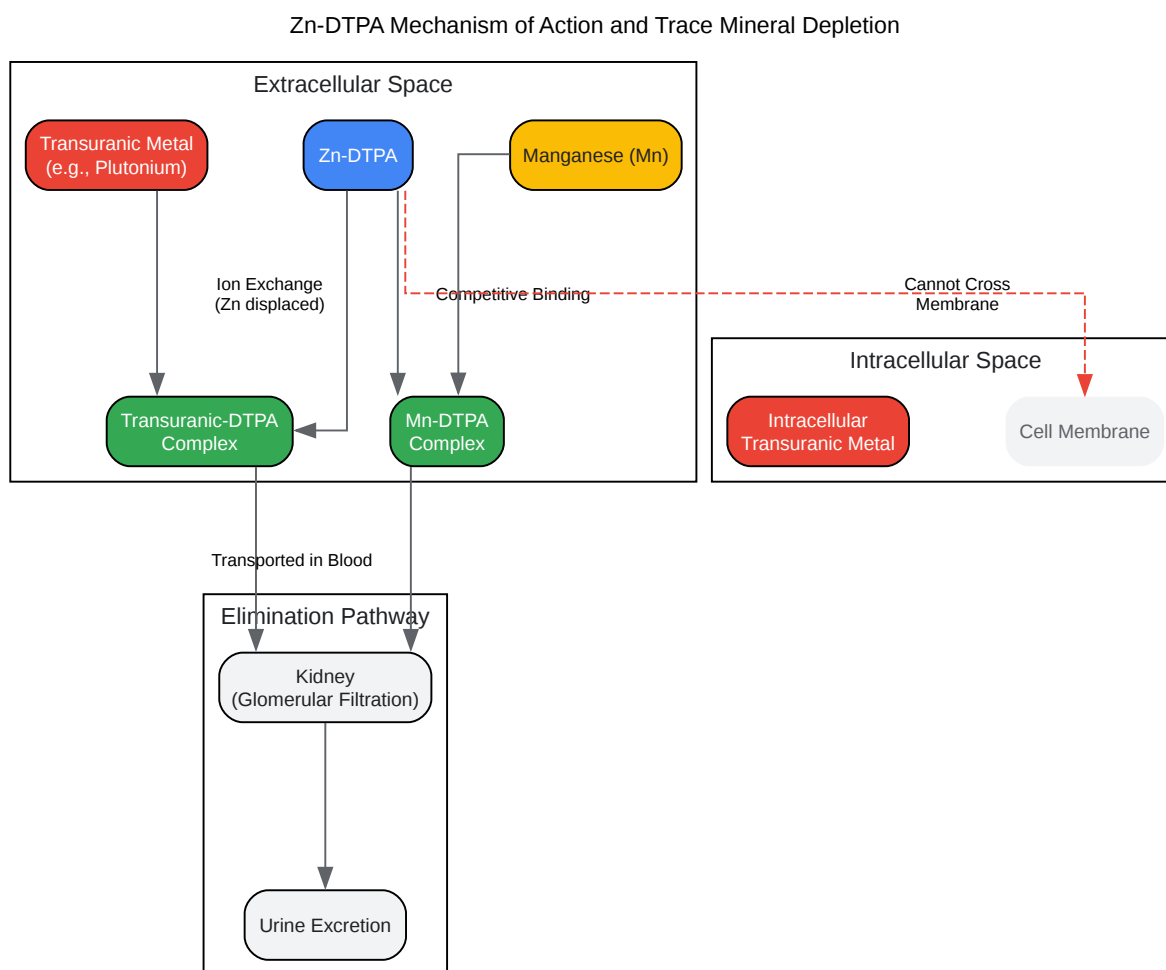 Zn-DTPA Mechanism of Action and Trace Mineral Depletion
Extracellular Space
Transuranic Metal
(e.g., Plutonium)
Zn-DTPA
Manganese (Mn)
Ion Exchange
(Zn displaced)
Competitive Binding
Cannot Cross
Membrane
Intracellular Space
Transuranic-DTPA
Complex
Mn-DTPA
Complex
Intracellular
Transuranic Metal
Cell Membrane
Transported in Blood
Elimination Pathway
Kidney
(Glomerular Filtration)
Urine Excretion